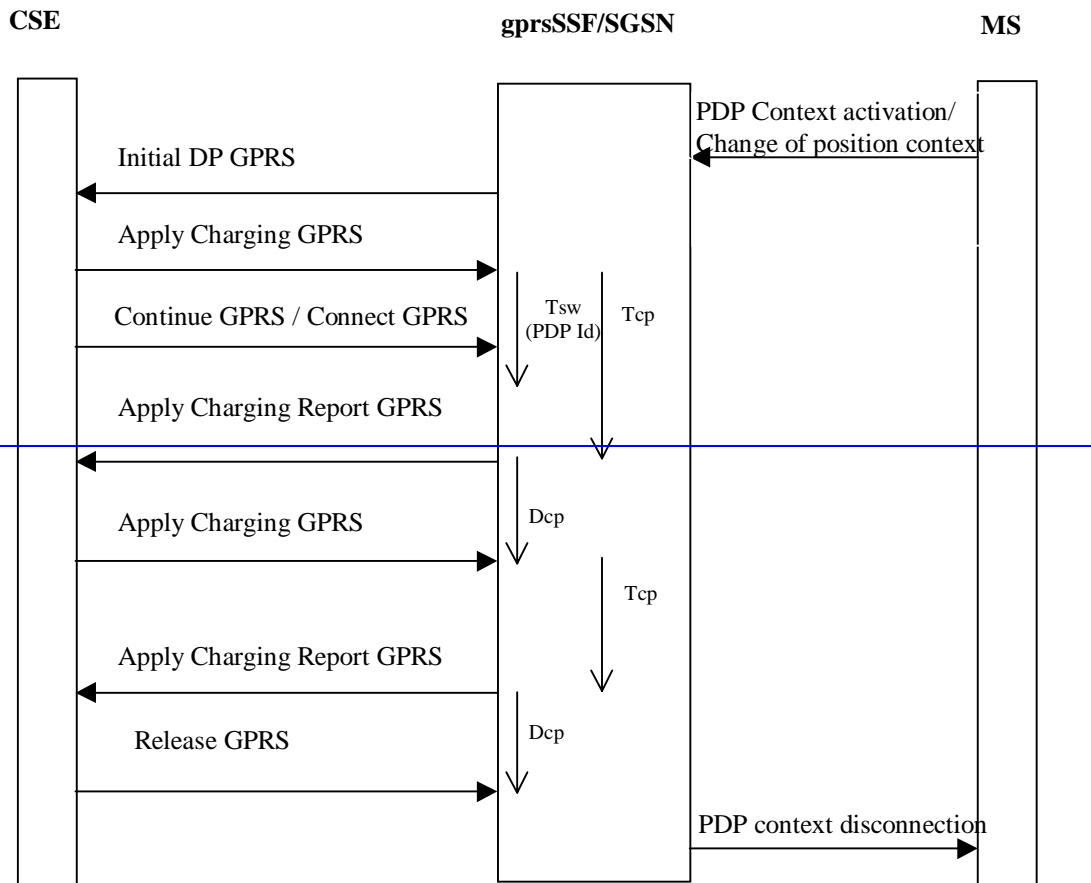 CSE
gprsSSF/SGSN
MS
PDP Context activation/
Change of position context
Initial DP GPRS
Apply Charging GPRS
Tsw
(PDP Id)
Tcp
Continue GPRS / Connect GPRS
Apply Charging Report GPRS
Dcp
Apply Charging GPRS
Tcp
Apply Charging Report GPRS
Dcp
Release GPRS
PDP context disconnection